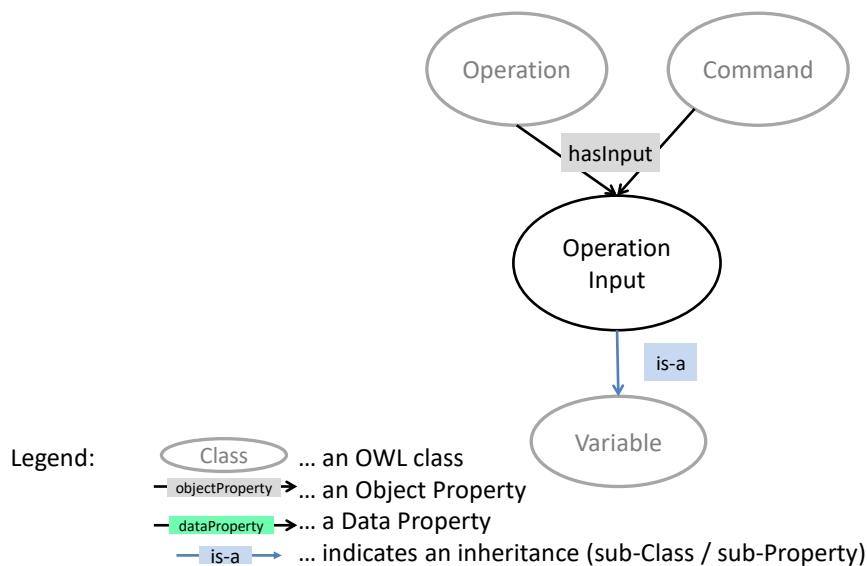 Operation
Command
hasInput
Operation
Input
is-a
Variable
Legend:
Class ... an OWL class
objectProperty ... an Object Property
dataProperty ... a Data Property
is-a ... indicates an inheritance (sub-Class / sub-Property)